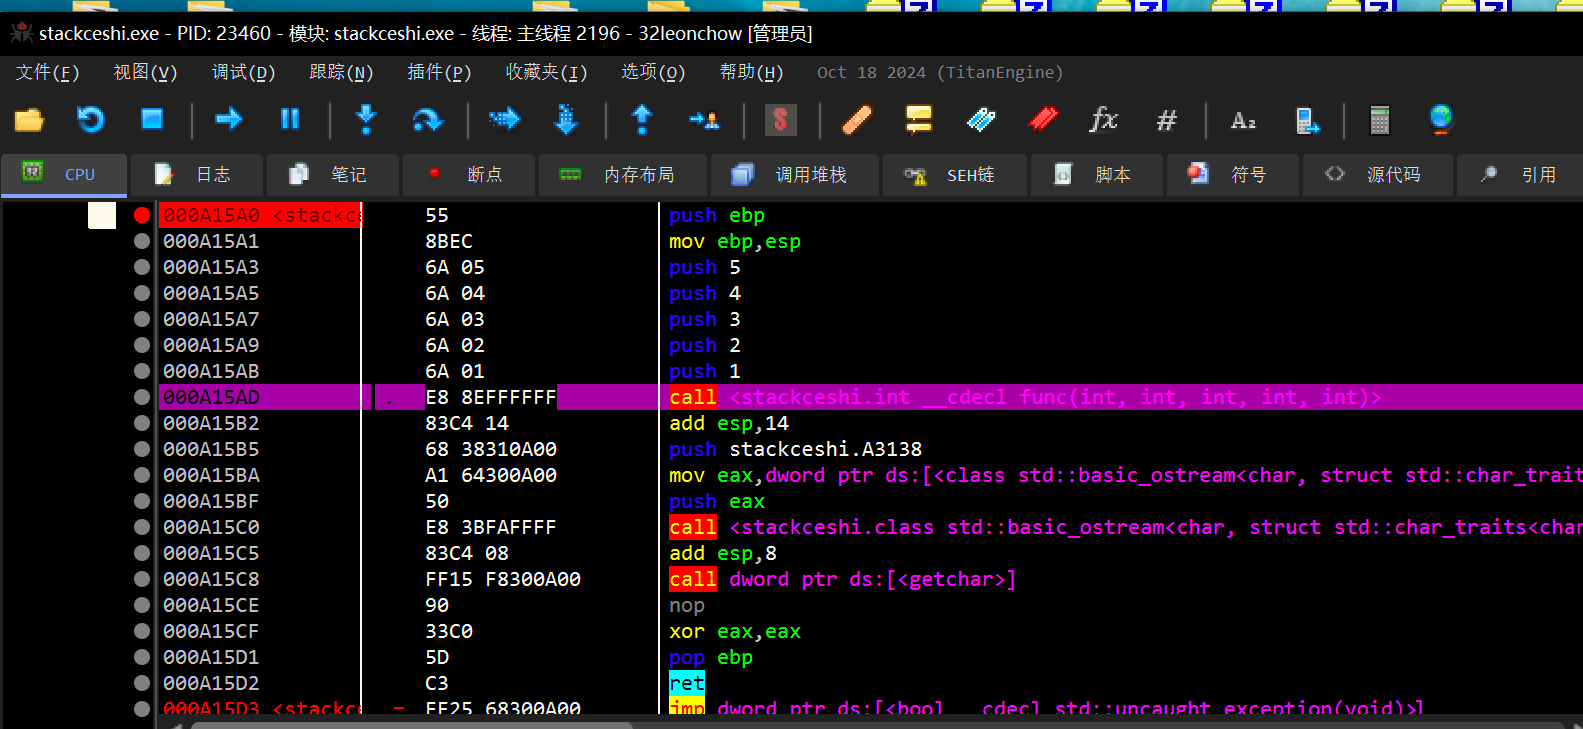 stackceshi.exe - PID: 23460 - 模块: stackceshi.exe - 线程: 主线程 2196 - 32leonchow [管理员]
文件(F) 视图(V) 调试(D) 跟踪(N) 插件(P) 收藏夹(I) 选项(O) 帮助(H) Oct 18 2024 (TitanEngine)
CPU 日志 笔记 断点 内存布局 调用堆栈 SEH链 脚本 符号 源代码 引用
000A15A0 <stackce 55 push ebp
000A15A1 8BEC mov ebp,esp
000A15A3 6A 05 push 5
000A15A5 6A 04 push 4
000A15A7 6A 03 push 3
000A15A9 6A 02 push 2
000A15AB 6A 01 push 1
000A15AD . E8 8EFFFFFF call <stackceshi.int __cdecl func(int, int, int, int, int)>
000A15B2 83C4 14 add esp,14
000A15B5 68 38310A00 push stackceshi.A3138
000A15BA A1 64300A00 mov eax,dword ptr ds:[<class std::basic_ostream<char, struct std::char_trait
000A15BF 50 push eax
000A15C0 E8 3BFAFFFF call <stackceshi.class std::basic_ostream<char, struct std::char_traits<char
000A15C5 83C4 08 add esp,8
000A15C8 FF15 F8300A00 call dword ptr ds:[<getchar>]
000A15CE 90 nop
000A15CF 33C0 xor eax,eax
000A15D1 5D pop ebp
000A15D2 C3 ret
000A15D3 <stackce - FF25 68300A00 jmp dword ptr ds:[<bool __cdecl std::uncaught_exception(void)>]